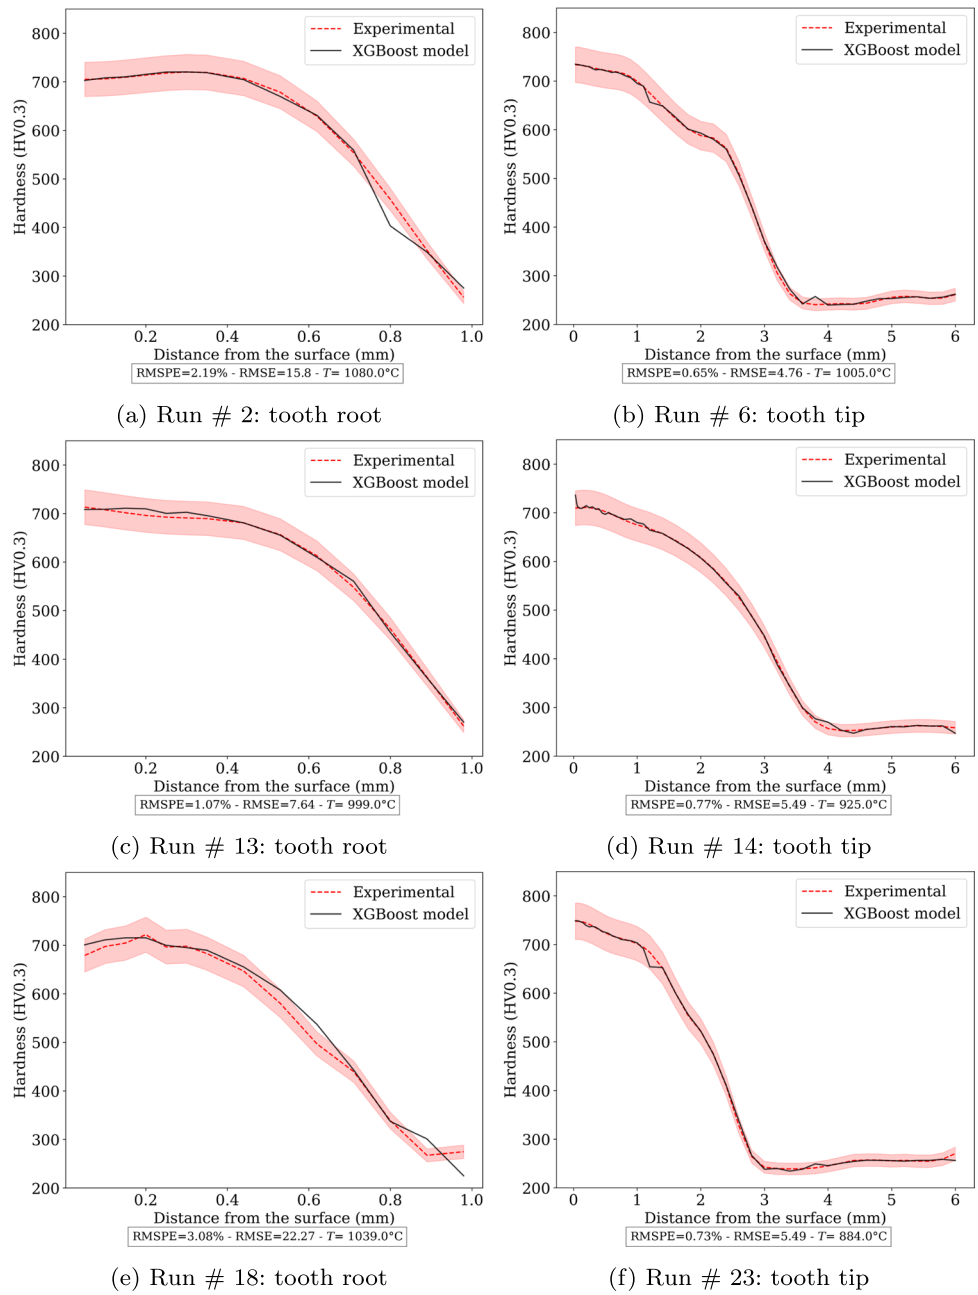 Experimental
XGBoost model
Hardness (HV0.3)
800
700
600
500
400
300
200
0.2 0.4 0.6 0.8 1.0
Distance from the surface (mm)
RMSPE=2.19% - RMSE=15.8 - T= 1080.0°C
(a) Run # 2: tooth root
Experimental
XGBoost model
Hardness (HV0.3)
800
700
600
500
400
300
200
0 1 2 3 4 5 6
Distance from the surface (mm)
RMSPE=0.65% - RMSE=4.76 - T= 1005.0°C
(b) Run # 6: tooth tip
Experimental
XGBoost model
Hardness (HV0.3)
800
700
600
500
400
300
200
0.2 0.4 0.6 0.8 1.0
Distance from the surface (mm)
RMSPE=1.07% - RMSE=7.64 - T= 999.0°C
(c) Run # 13: tooth root
Experimental
XGBoost model
Hardness (HV0.3)
800
700
600
500
400
300
200
0 1 2 3 4 5 6
Distance from the surface (mm)
RMSPE=0.77% - RMSE=5.49 - T= 925.0°C
(d) Run # 14: tooth tip
Experimental
XGBoost model
Hardness (HV0.3)
800
700
600
500
400
300
200
0.2 0.4 0.6 0.8 1.0
Distance from the surface (mm)
RMSPE=3.08% - RMSE=22.27 - T= 1039.0°C
(e) Run # 18: tooth root
Experimental
XGBoost model
Hardness (HV0.3)
800
700
600
500
400
300
200
0 1 2 3 4 5 6
Distance from the surface (mm)
RMSPE=0.73% - RMSE=5.49 - T= 884.0°C
(f) Run # 23: tooth tip